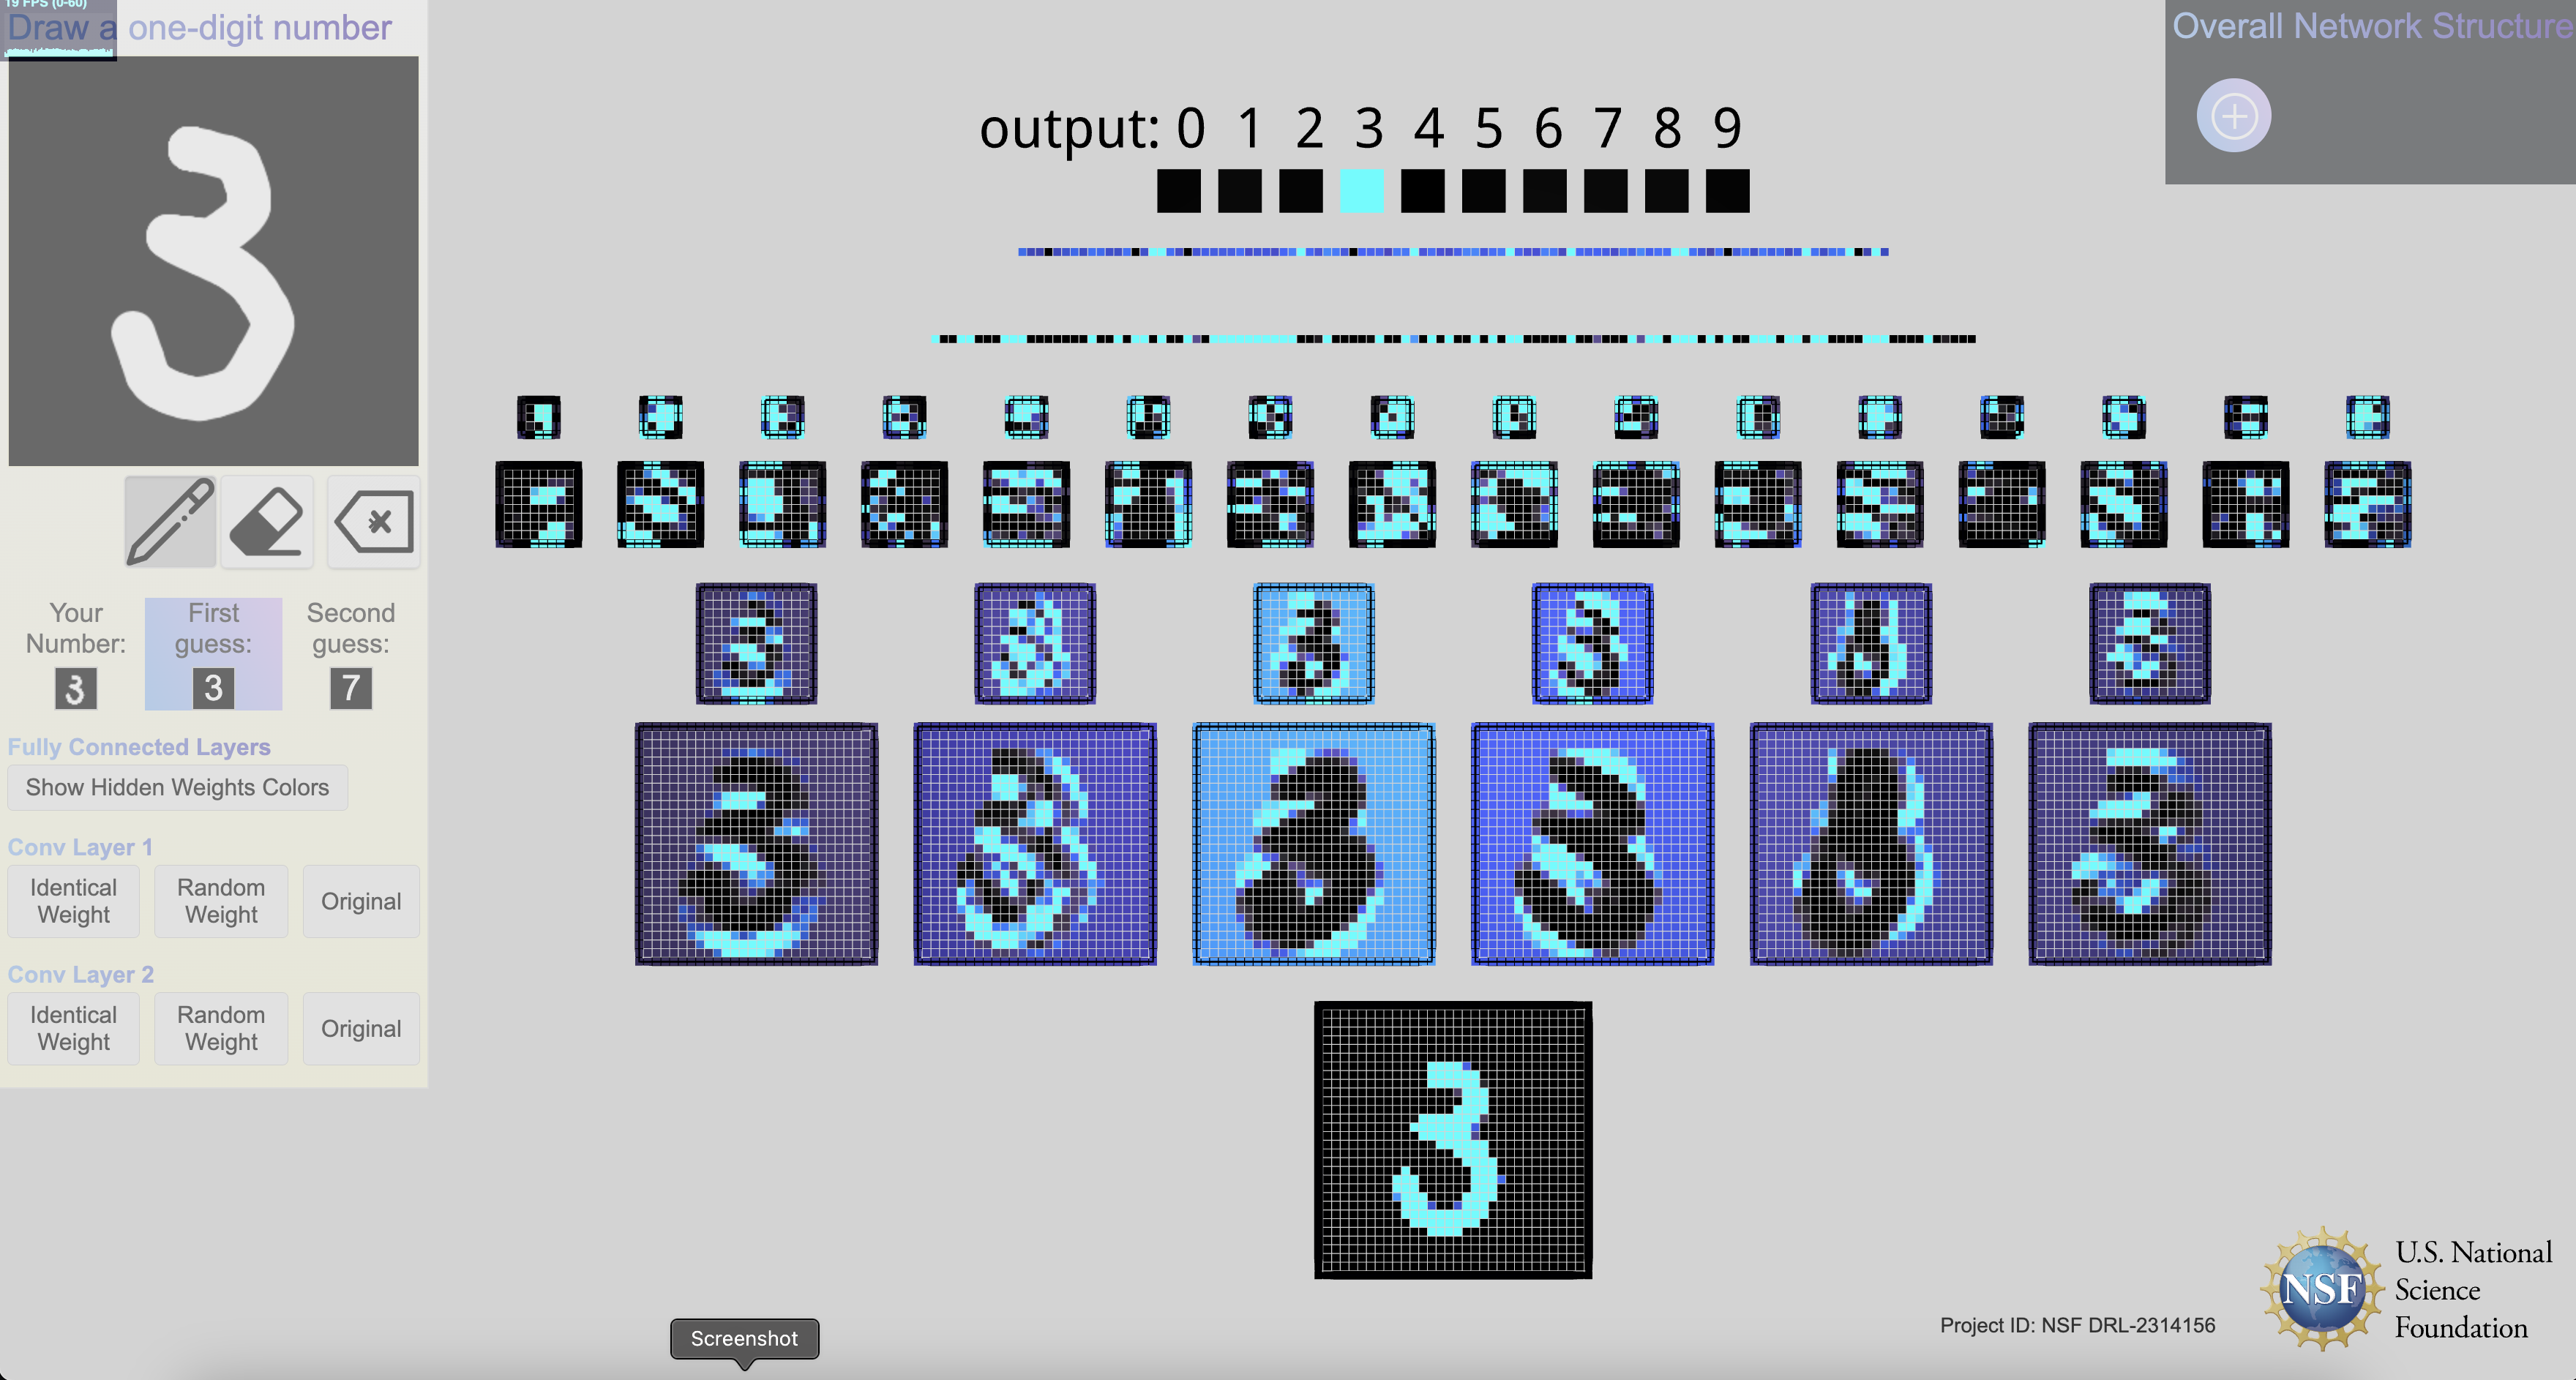 19 FPS (0-60)
Draw a one-digit number
3
Your Number:
3
First guess:
3
Second guess:
7
Fully Connected Layers
Show Hidden Weights Colors
Conv Layer 1
Identical Weight
Random Weight
Original
Conv Layer 2
Identical Weight
Random Weight
Original
output: 0 1 2 3 4 5 6 7 8 9
3
Overall Network Structure
Screenshot
Project ID: NSF DRL-2314156
NSF
U.S. National
Science
Foundation